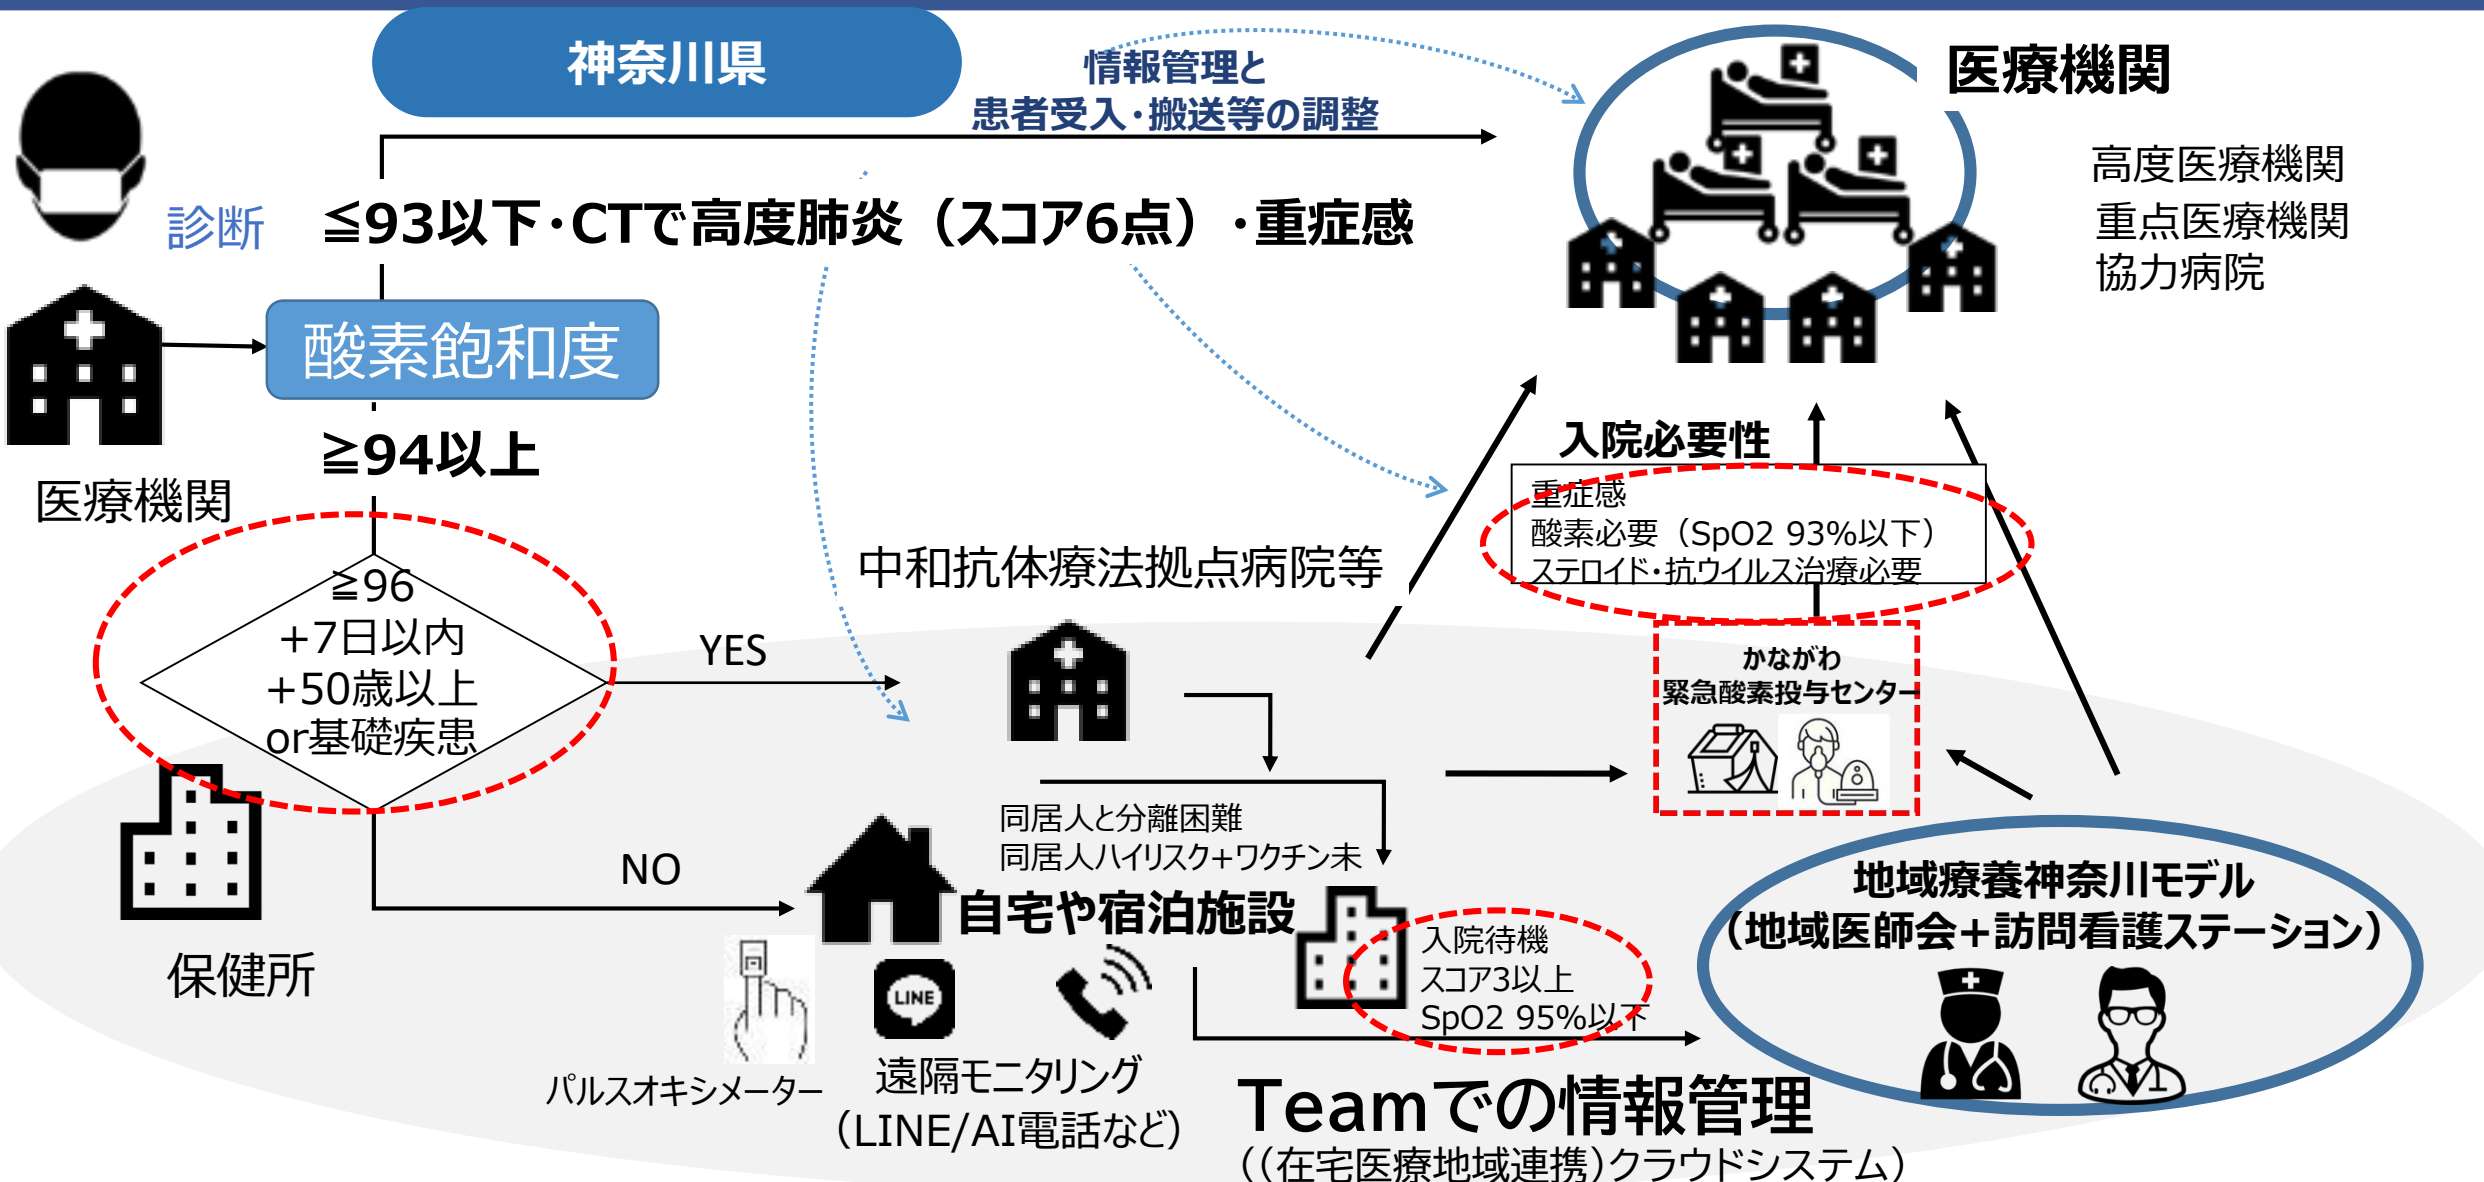 神奈川県
情報管理と
患者受入・搬送等の調整
医療機関
高度医療機関
重点医療機関
協力病院
診断
≦93以下・CTで高度肺炎（スコア6点）・重症感
酸素飽和度
≧94以上
医療機関
入院必要性
重症感
酸素必要（SpO2 93%以下）
ステロイド・抗ウイルス治療必要
中和抗体療法拠点病院等
≧96
+7日以内
+50歳以上
or基礎疾患
YES
かながわ
緊急酸素投与センター
同居人と分離困難
同居人ハイリスク+ワクチン未
NO
自宅や宿泊施設
地域療養神奈川モデル
（地域医師会+訪問看護ステーション）
入院待機
スコア3以上
SpO2 95%以下
保健所
LINE
パルスオキシメーター
遠隔モニタリング
（LINE/AI電話など）
Teamでの情報管理
（(在宅医療地域連携)クラウドシステム）